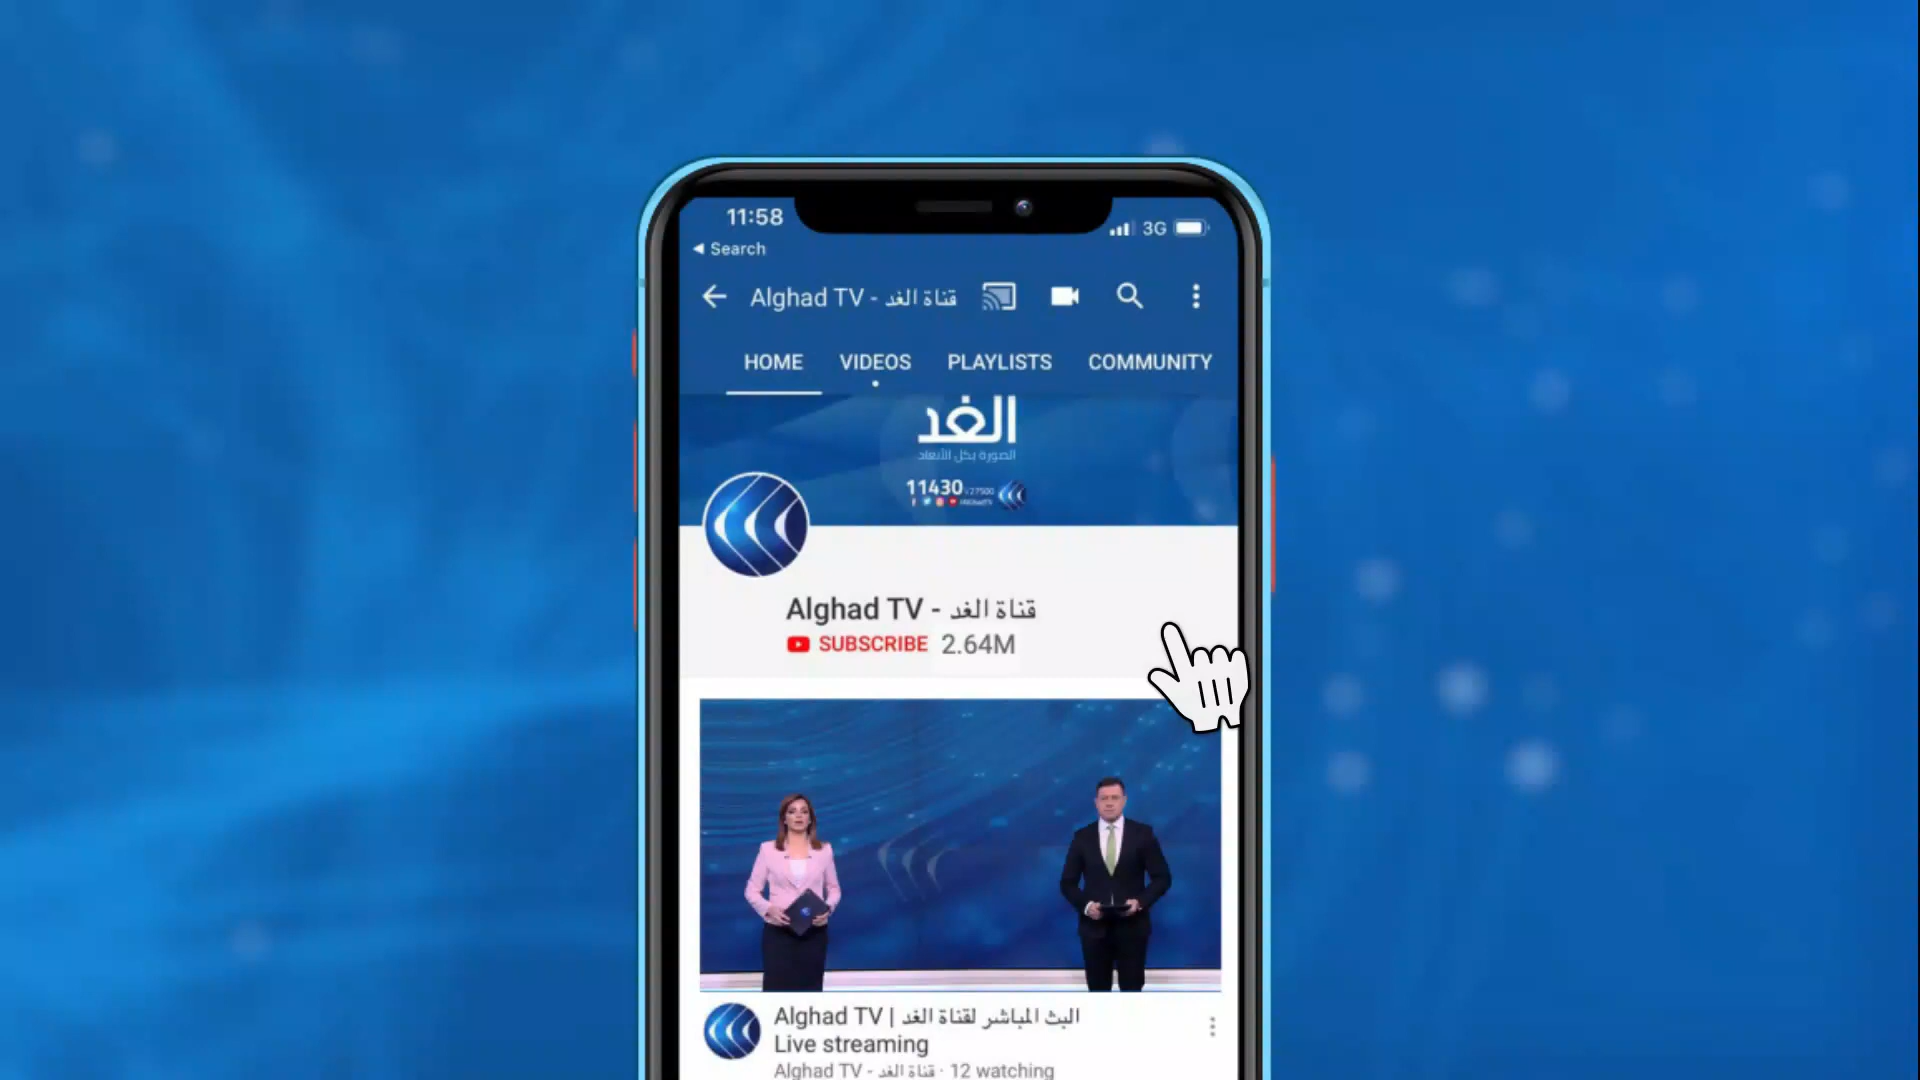 11:58
3G
Search
Alghad TV - قناة الغد
HOME VIDEOS PLAYLISTS COMMUNITY
الغد
الصورة بكل الأبعاد
11430
27500
Alghad TV - قناة الغد
SUBSCRIBE 2.64M
Alghad TV | البث المباشر لقناة الغد
Live streaming
Alghad TV - قناة الغد · 12 watching